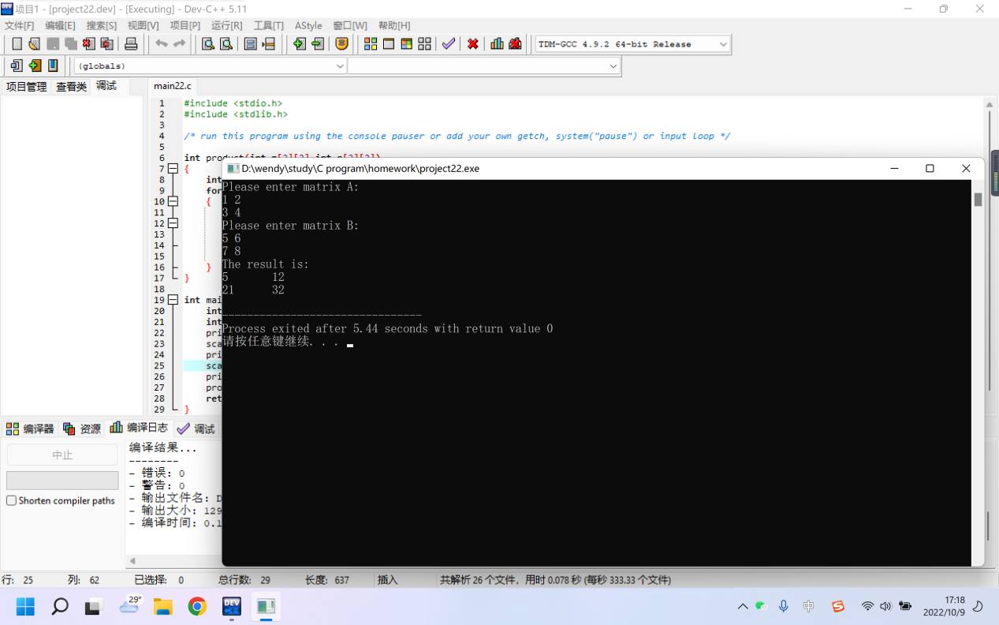 项目1 - [project22.dev] - [Executing] - Dev-C++ 5.11
文件[F] 编辑[E] 搜索[S] 视图[V] 项目[P] 运行[R] 工具[T] AStyle 窗口[W] 帮助[H]
TDM-GCC 4.9.2 64-bit Release
(globals)
项目管理 查看类 调试 main22.c
1 #include <stdio.h>
2 #include <stdlib.h>
3
4 /* run this program using the console pauser or add your own getch, system("pause") or input loop */
5
6 int product(int
7 {
8 int
9 for
10 {
11
12
13
14
15
16 }
17 }
18
19 int mai
20 int
21 int
22 pri
23 sca
24 pri
25 sca
26 pri
27 pro
28 ret
29 }
D:\wendy\study\C program\homework\project22.exe
Please enter matrix A:
1 2
3 4
Please enter matrix B:
5 6
7 8
The result is:
5 12
21 32
--------------------------------
Process exited after 5.44 seconds with return value 0
请按任意键继续. . .
编译器 资源 编译日志 调试
中止
Shorten compiler paths
编译结果...
--------
- 错误: 0
- 警告: 0
- 输出文件名: D
- 输出大小: 129
- 编译时间: 0.1
行: 25 列: 62 已选择: 0 总行数: 29 长度: 637 插入 共解析 26 个文件，用时 0.078 秒 (每秒 333.33 个文件)
29°
DEV
中
17:18
2022/10/9